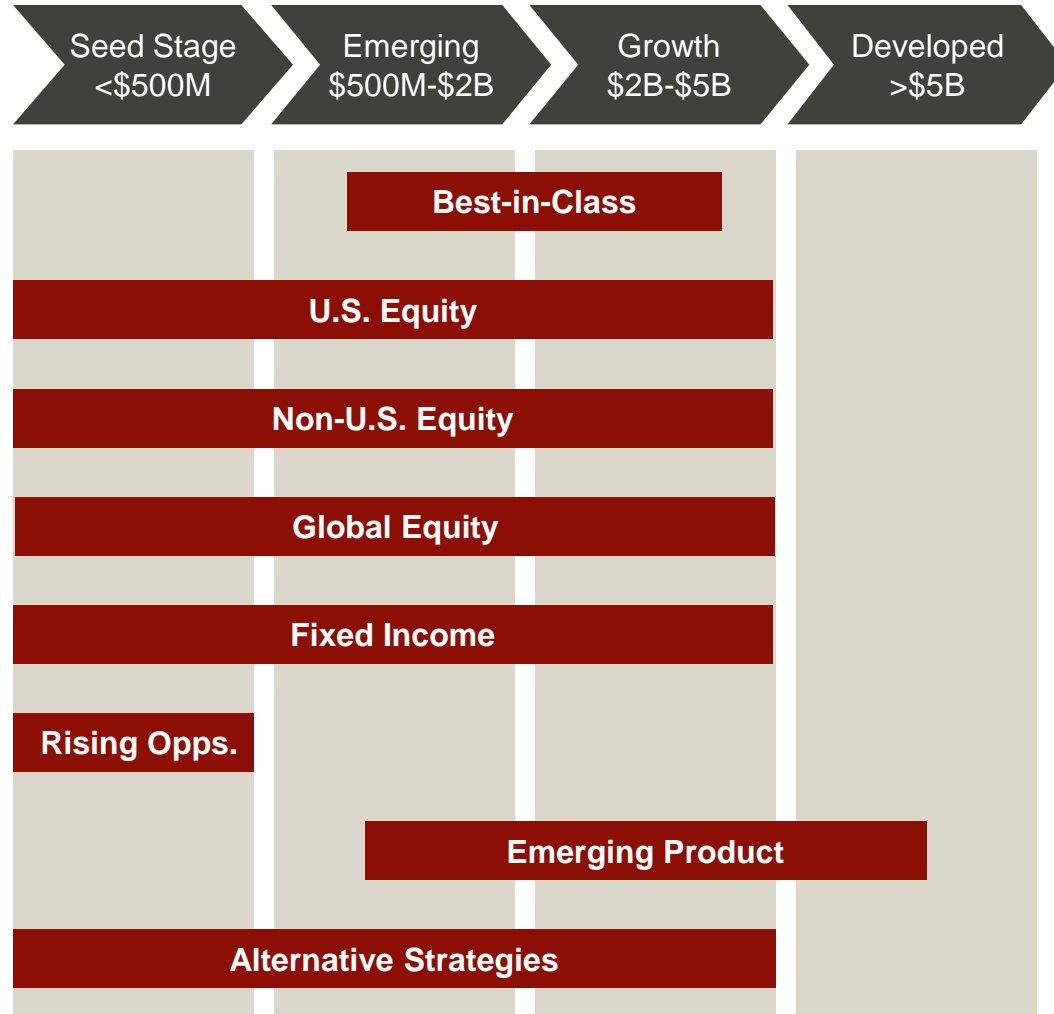 Seed Stage
<$500M
Emerging
$500M-$2B
Growth
$2B-$5B
Developed
>$5B
Best-in-Class
U.S. Equity
Non-U.S. Equity
Global Equity
Fixed Income
Rising Opps.
Emerging Product
Alternative Strategies